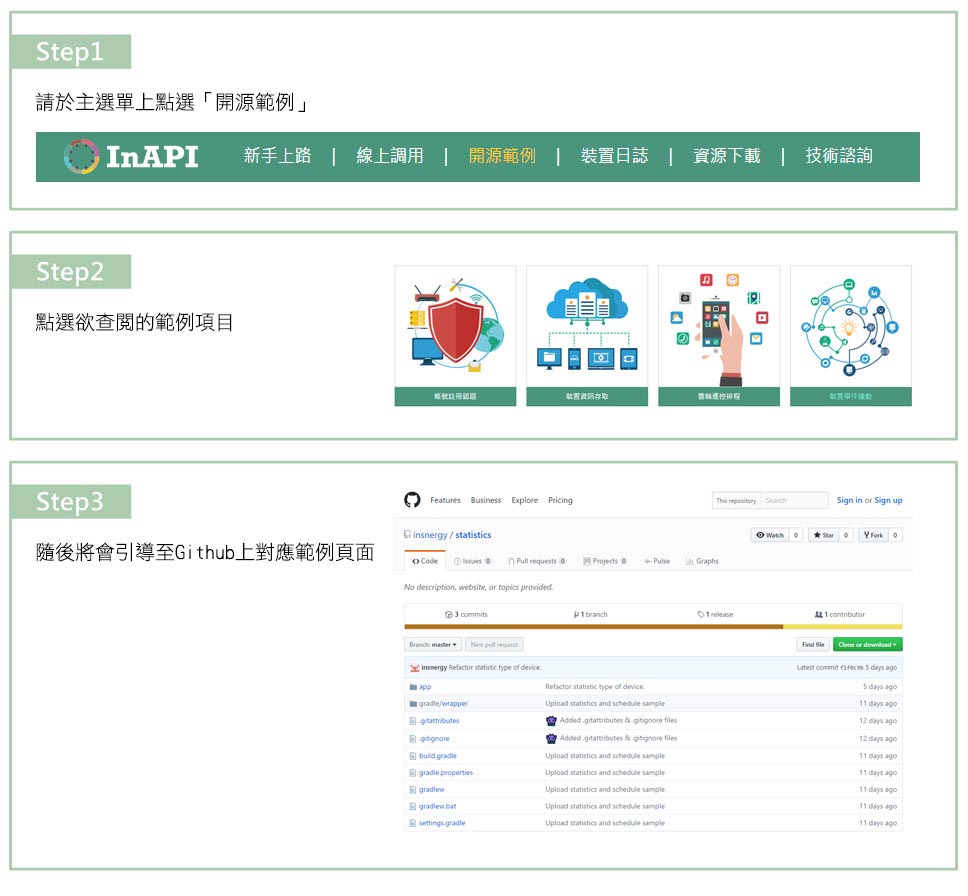 Step1
請於主選單上點選「開源範例」
InAPI 新手上路 | 線上調用 | 開源範例 | 裝置日誌 | 資源下載 | 技術諮詢
Step2
點選欲查閱的範例項目
帳號註冊認證 裝置資訊存取 雲端遙控排程 裝置事件連動
Step3
隨後將會引導至Github上對應範例頁面
Features Business Explore Pricing This repository Search Sign in or Sign up
insnergy / statistics Watch 0 Star 0 Fork 0
Code Issues 0 Pull requests 0 Projects 0 Pulse Graphs
No description, website, or topics provided.
3 commits 1 branch 1 release 1 contributor
Branch: master New pull request Find file Clone or download
insnergy Refactor statistic type of device. Latest commit f1f8c9b 5 days ago
app Refactor statistic type of device. 5 days ago
gradle/wrapper Upload statistics and schedule sample 11 days ago
.gitattributes Added .gitattributes & .gitignore files 12 days ago
.gitignore Added .gitattributes & .gitignore files 12 days ago
build.gradle Upload statistics and schedule sample 11 days ago
gradle.properties Upload statistics and schedule sample 11 days ago
gradlew Upload statistics and schedule sample 11 days ago
gradlew.bat Upload statistics and schedule sample 11 days ago
settings.gradle Upload statistics and schedule sample 11 days ago